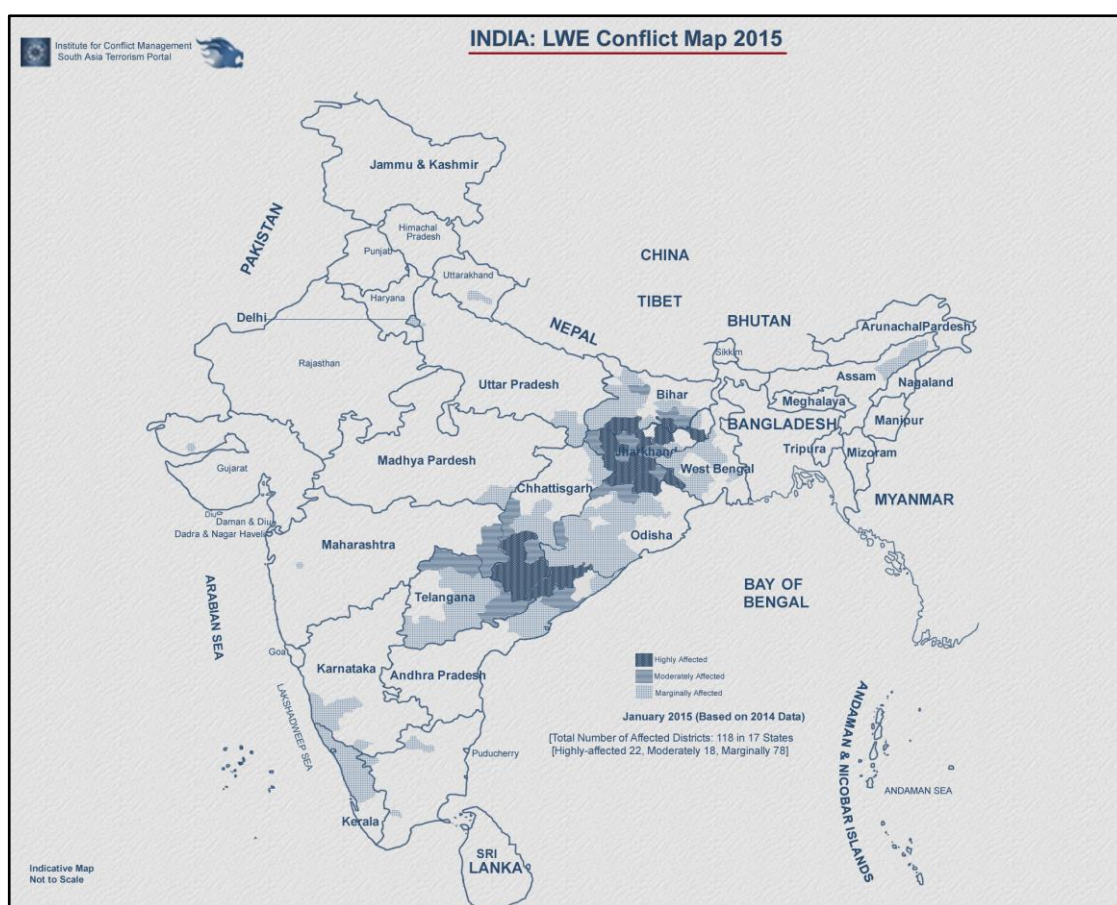 Institute for Conflict Management
South Asia Terrorism Portal
INDIA: LWE Conflict Map 2015
Jammu & Kashmir
PAKISTAN
Himachal
Pradesh
Punjab
Uttarakhand
Haryana
Delhi
CHINA
TIBET
NEPAL
BHUTAN
ArunachalPardesh
Sikkim
Rajasthan
Uttar Pradesh
Bihar
Assam
Nagaland
Meghalaya
BANGLADESH
Manipur
Jharkhand
Tripura
Mizoram
West Bengal
Gujarat
Madhya Pardesh
Chhattisgarh
MYANMAR
Diu
Daman & Diu
Dadra & Nagar Haveli
Maharashtra
Odisha
ARABIAN SEA
Telangana
BAY OF
BENGAL
Goa
Karnataka
Andhra Pradesh
Highly Affected
Moderately Affected
Marginally Affected
LAKSHADWEEP SEA
January 2015 (Based on 2014 Data)
[Total Number of Affected Districts: 118 in 17 States
[Highly-affected 22, Moderately 18, Marginally 78]
Puducherry
ANDAMAN & NICOBAR ISLANDS
ANDAMAN SEA
Kerala
SRI
LANKA
Indicative Map
Not to Scale